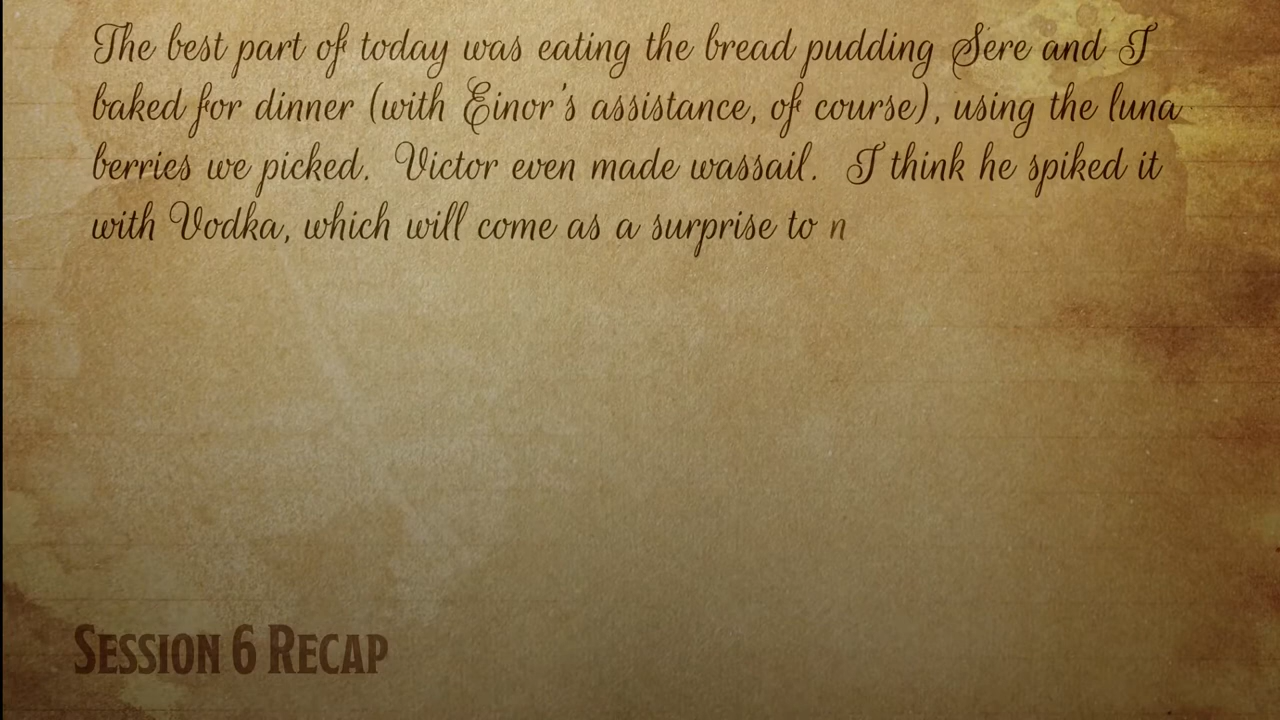 The best part of today was eating the bread pudding Sere and I
baked for dinner (with Einor's assistance, of course), using the luna
berries we picked. Victor even made wassail. I think he spiked it
with Vodka, which will come as a surprise to n
Session 6 Recap